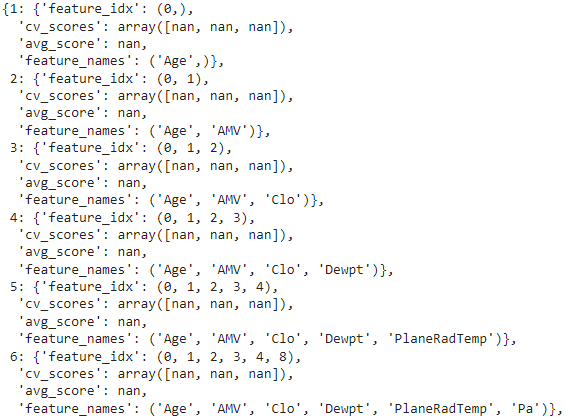 {1: {'feature_idx': (0,),
'cv_scores': array([nan, nan, nan]),
'avg_score': nan,
'feature_names': ('Age',)},
2: {'feature_idx': (0, 1),
'cv_scores': array([nan, nan, nan]),
'avg_score': nan,
'feature_names': ('Age', 'AMV')},
3: {'feature_idx': (0, 1, 2),
'cv_scores': array([nan, nan, nan]),
'avg_score': nan,
'feature_names': ('Age', 'AMV', 'Clo')},
4: {'feature_idx': (0, 1, 2, 3),
'cv_scores': array([nan, nan, nan]),
'avg_score': nan,
'feature_names': ('Age', 'AMV', 'Clo', 'Dewpt')},
5: {'feature_idx': (0, 1, 2, 3, 4),
'cv_scores': array([nan, nan, nan]),
'avg_score': nan,
'feature_names': ('Age', 'AMV', 'Clo', 'Dewpt', 'PlaneRadTemp')},
6: {'feature_idx': (0, 1, 2, 3, 4, 8),
'cv_scores': array([nan, nan, nan]),
'avg_score': nan,
'feature_names': ('Age', 'AMV', 'Clo', 'Dewpt', 'PlaneRadTemp', 'Pa')},